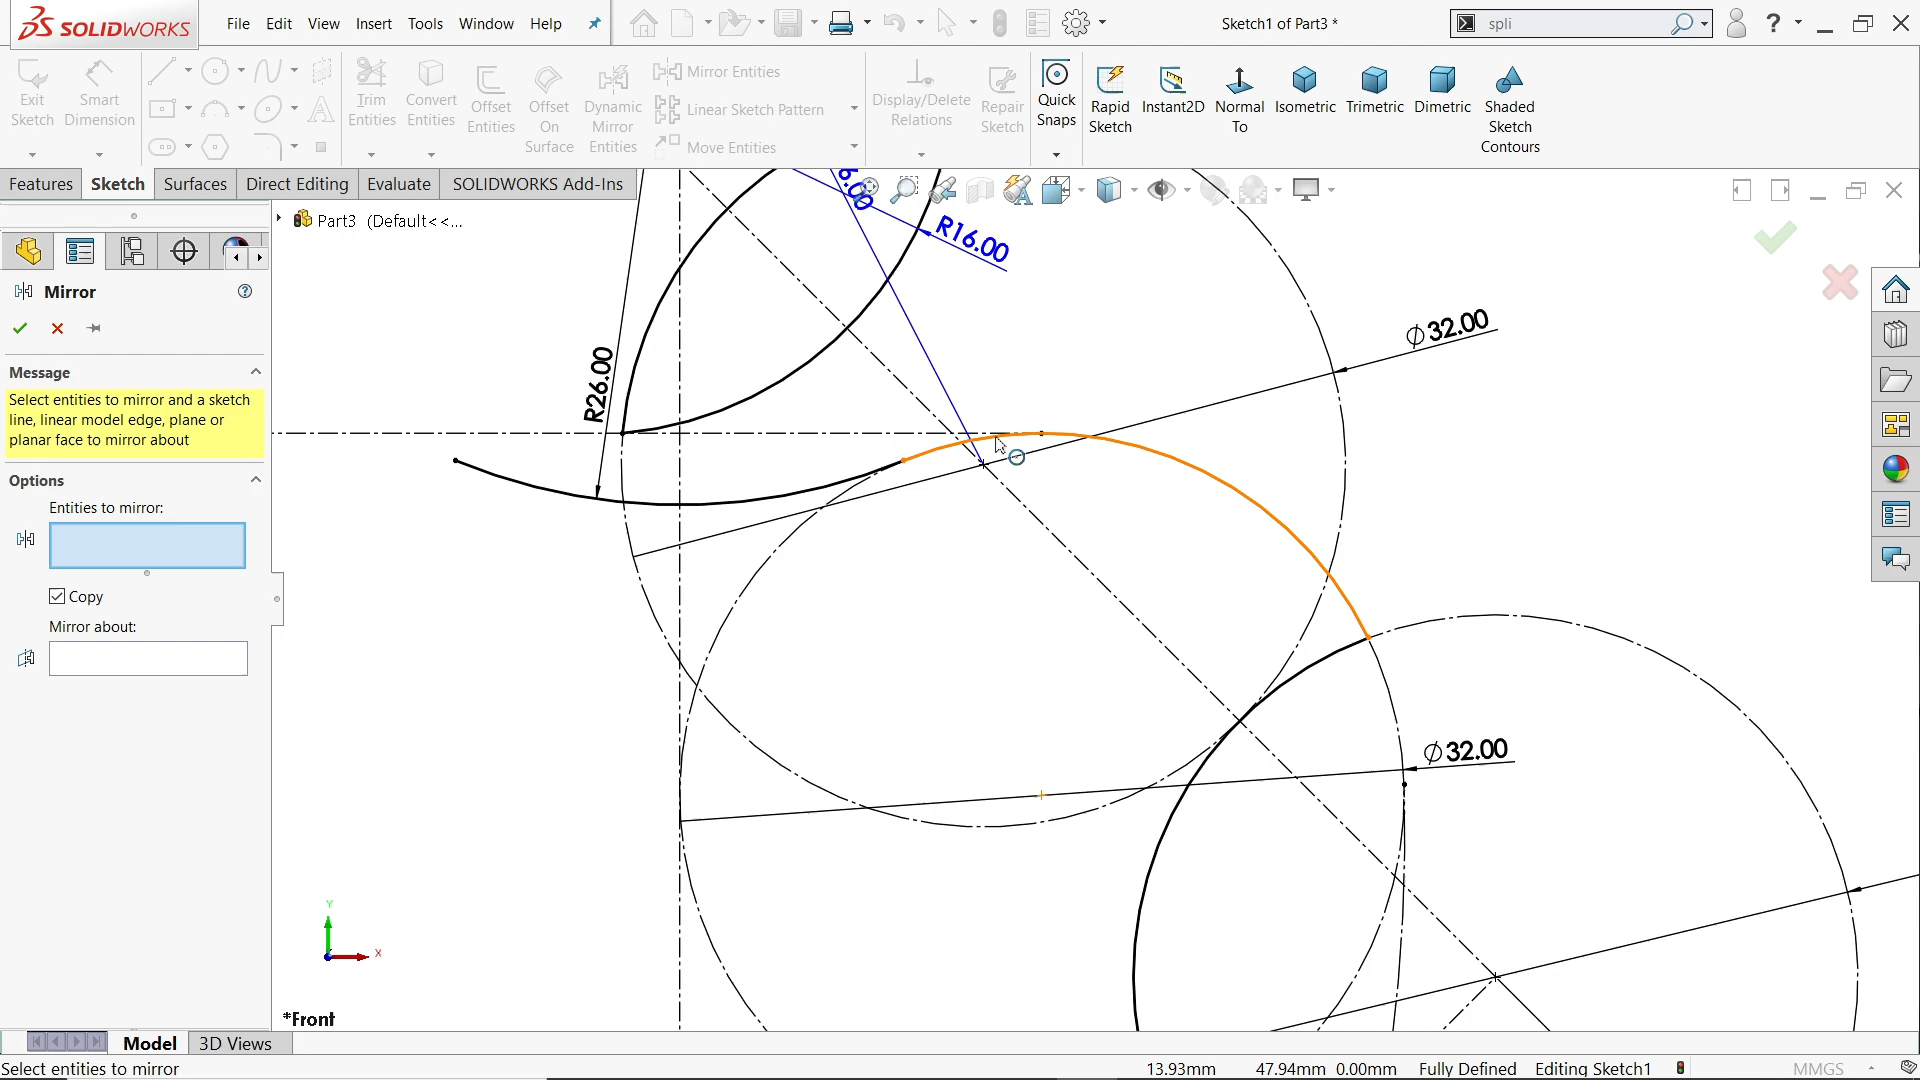 SOLIDWORKS
File Edit View Insert Tools Window Help
Sketch1 of Part3 *
spli
?
Exit Sketch
Smart Dimension
Trim Entities
Convert Entities
Offset Entities
Offset On Surface
Dynamic Mirror Entities
Mirror Entities
Linear Sketch Pattern
Move Entities
Display/Delete Relations
Repair Sketch
Quick Snaps
Rapid Sketch
Instant2D
Normal To
Isometric
Trimetric
Dimetric
Shaded Sketch Contours
Features Sketch Surfaces Direct Editing Evaluate SOLIDWORKS Add-Ins
Part3 (Default<<...
Mirror
Message
Select entities to mirror and a sketch
line, linear model edge, plane or
planar face to mirror about
Options
Entities to mirror:
Copy
Mirror about:
6.00
R16.00
R26.00
∅32.00
∅32.00
Y
X
*Front
Model 3D Views
Select entities to mirror
13.93mm 47.94mm 0.00mm Fully Defined Editing Sketch1 MMGS